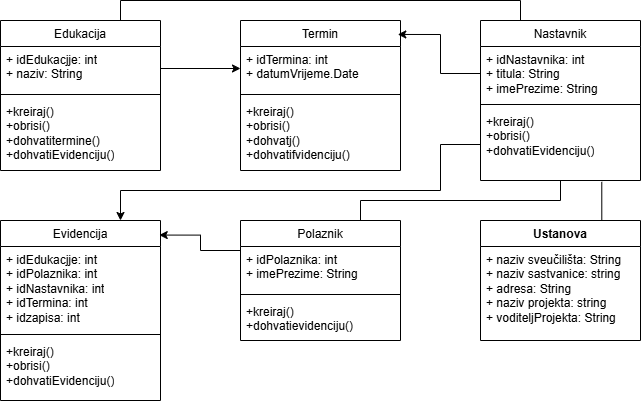 Edukacija
+ idEdukacjje: int
+ naziv: String
+kreiraj()
+obrisi()
+dohvatitermine()
+dohvatiEvidenciju()
Termin
+ idTermina: int
+ datumVrijeme.Date
+kreiraj()
+obrisi()
+dohvatj()
+dohvatifvidenciju()
Nastavnik
+ idNastavnika: int
+ titula: String
+ imePrezime: String
+kreiraj()
+obrisi()
+dohvatiEvidenciju()
Evidencija
+ idEdukacjje: int
+ idPolaznika: int
+ idNastavnika: int
+ idTermina: int
+ idzapisa: int
+kreiraj()
+obrisi()
+dohvatiEvidenciju()
Polaznik
+ idPolaznika: int
+ imePrezime: String
+kreiraj()
+dohvatievidenciju()
Ustanova
+ naziv sveučilišta: String
+ naziv sastvanice: string
+ adresa: String
+ naziv projekta: string
+ voditeljProjekta: String